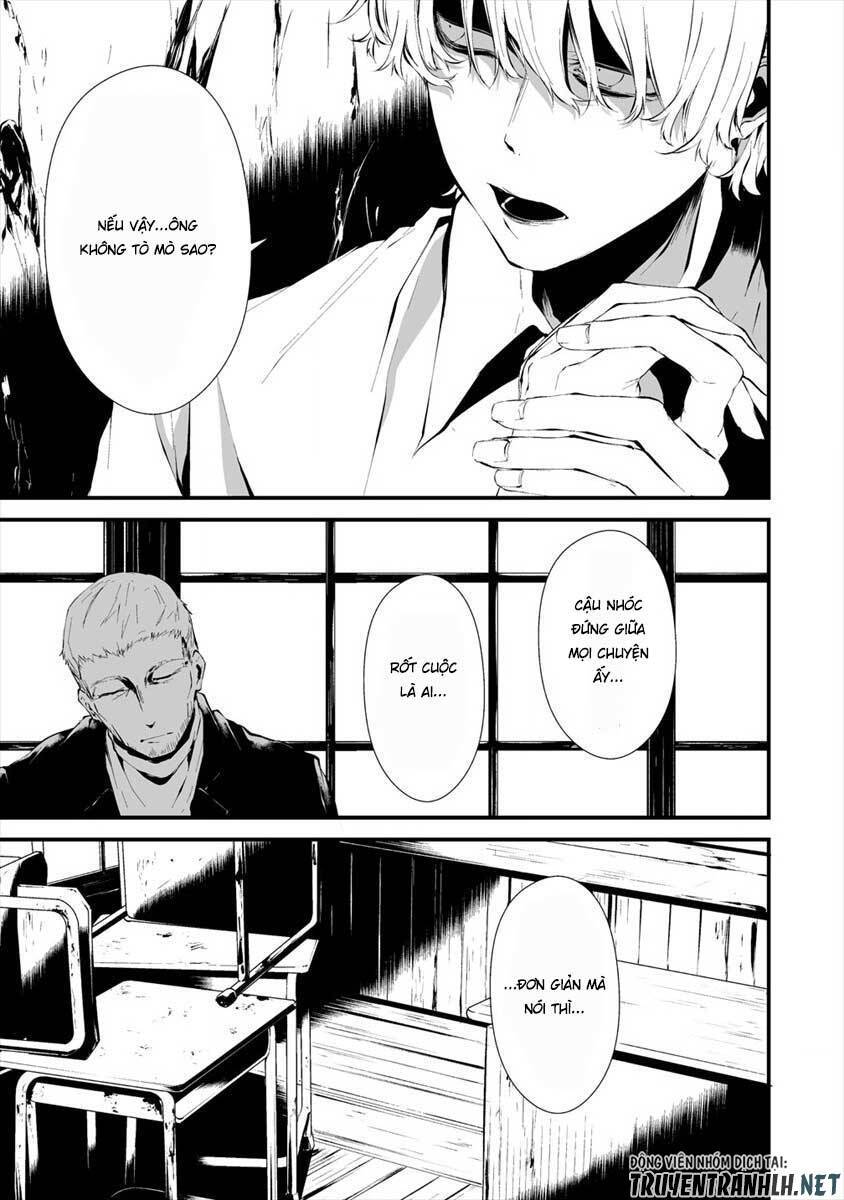 NẾU VẬY...ÔNG
KHÔNG TÒ MÒ SAO?
CẬU NHÓC
ĐỨNG GIỮA
MỌI CHUYỆN
ẤY...
RỐT CUỘC
LÀ AI...
...ĐƠN GIẢN MÀ
NÓI THÌ...
ĐỘNG VIÊN NHÓM DỊCH TẠI:
TRUYENTRANHLH.NET